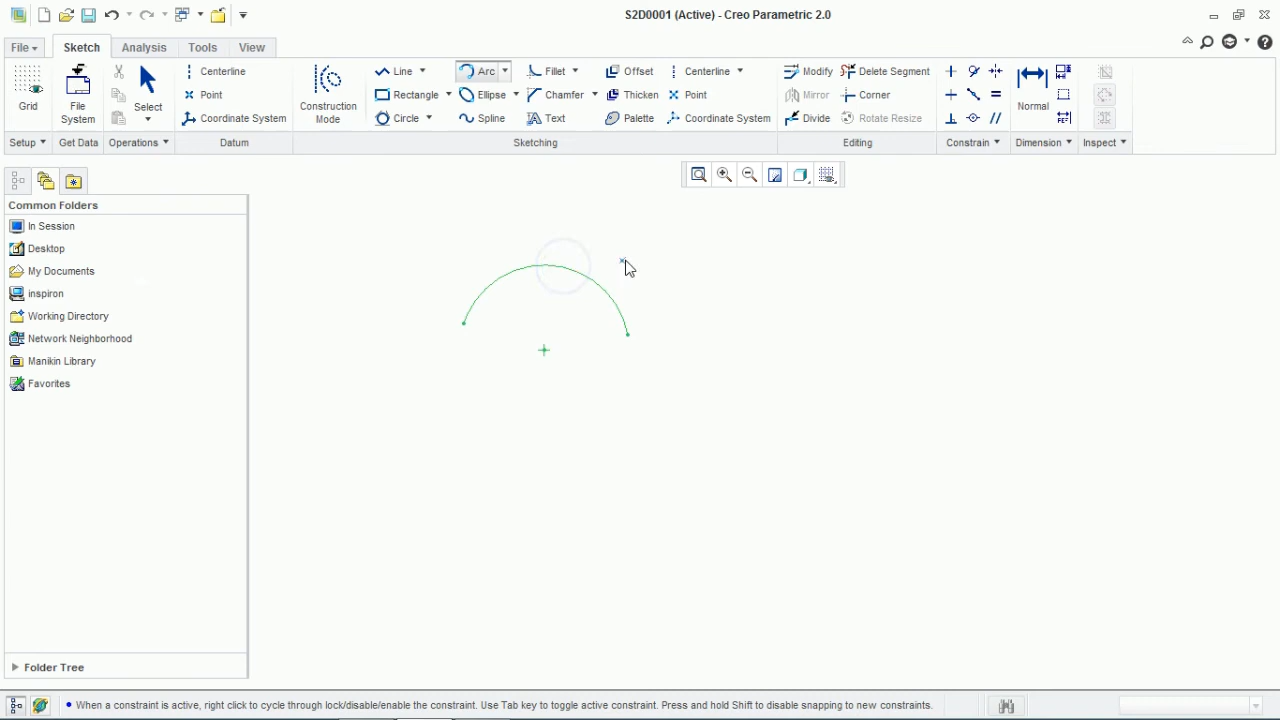 S2D0001 (Active) - Creo Parametric 2.0
File Sketch Analysis Tools View
Grid
File System
Select
Centerline
Point
Coordinate System
Construction Mode
Line Arc Fillet Offset Centerline
Rectangle Ellipse Chamfer Thicken Point
Circle Spline Text Palette Coordinate System
Modify Delete Segment
Mirror Corner
Divide Rotate Resize
Normal
Setup Get Data Operations Datum Sketching Editing Constrain Dimension Inspect
Common Folders
In Session
Desktop
My Documents
inspiron
Working Directory
Network Neighborhood
Manikin Library
Favorites
Folder Tree
When a constraint is active, right click to cycle through lock/disable/enable the constraint. Use Tab key to toggle active constraint. Press and hold Shift to disable snapping to new constraints.